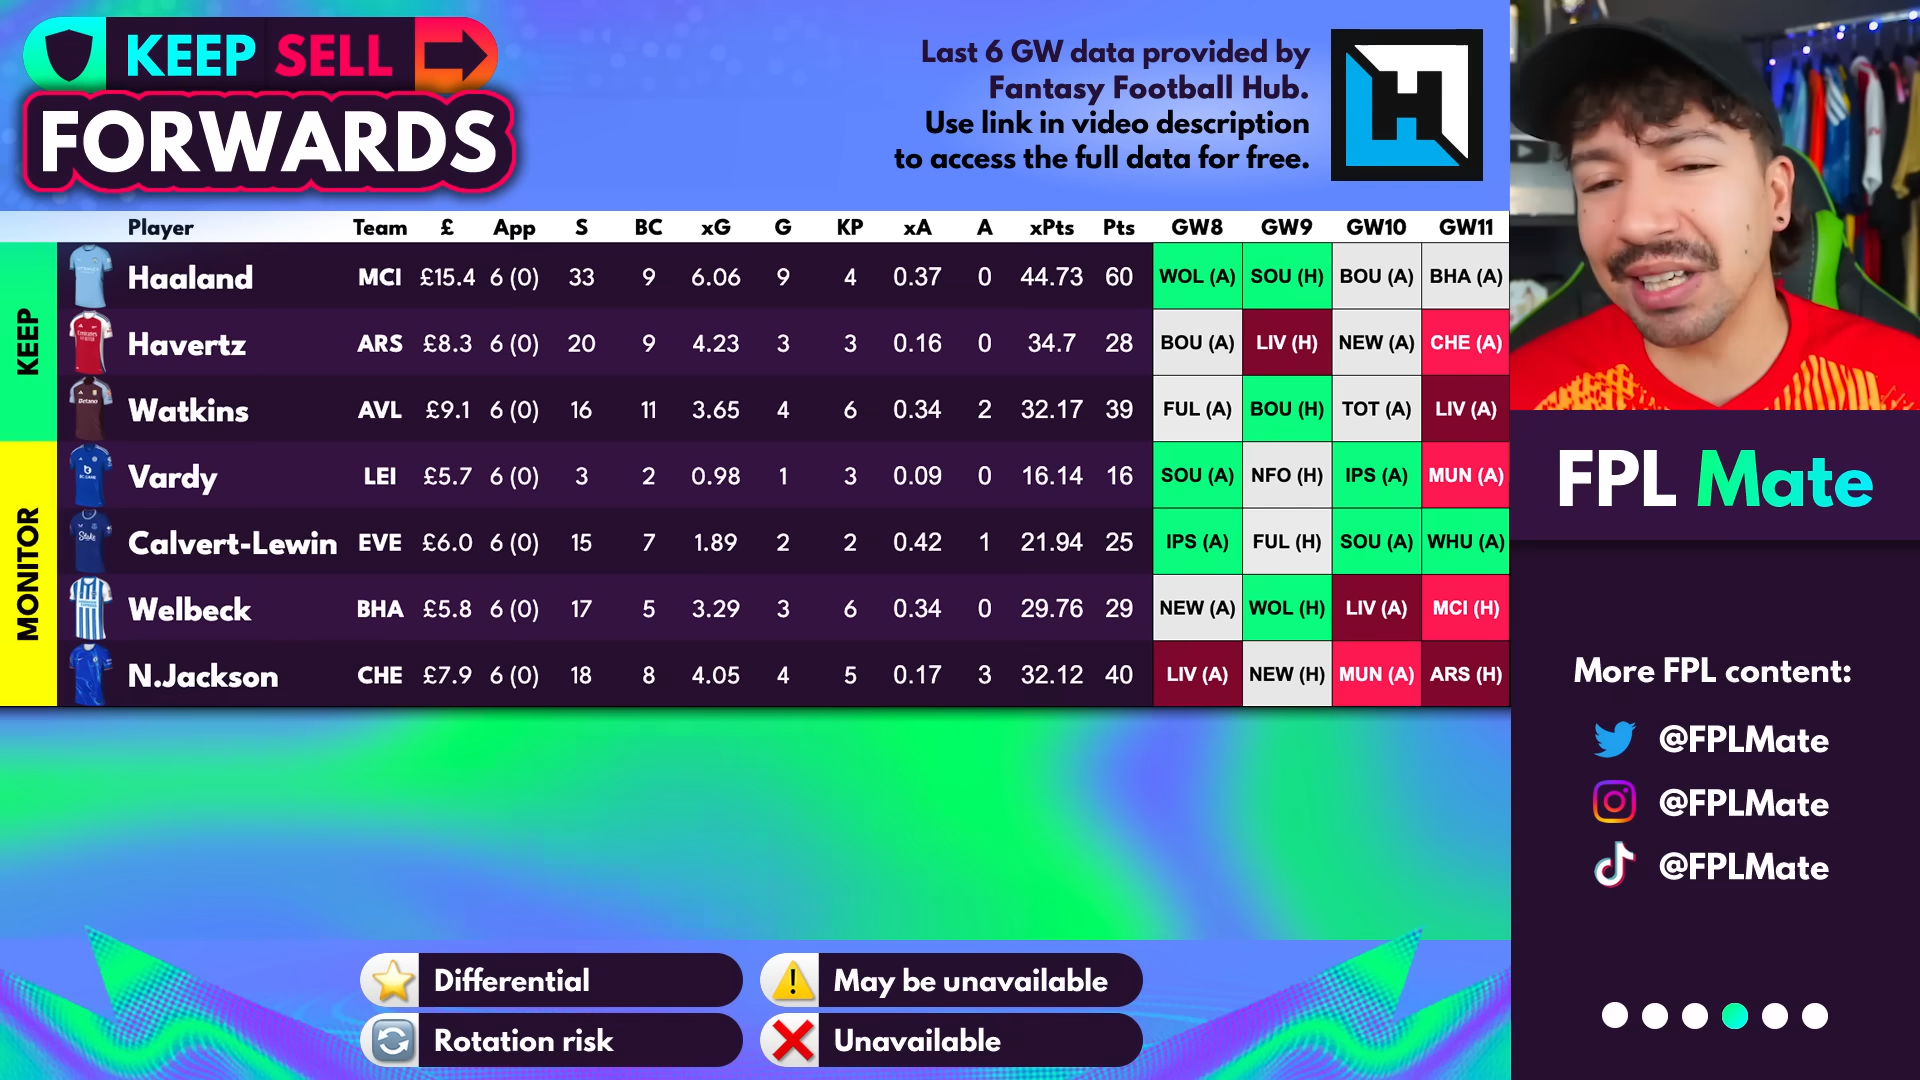 KEEP SELL
FORWARDS
Last 6 GW data provided by
Fantasy Football Hub.
Use link in video description
to access the full data for free.
H
Player Team £ App S BC xG G KP xA A xPts Pts GW8 GW9 GW10 GW11
KEEP
Haaland MCI £15.4 6 (0) 33 9 6.06 9 4 0.37 0 44.73 60 WOL (A) SOU (H) BOU (A) BHA (A)
Havertz ARS £8.3 6 (0) 20 9 4.23 3 3 0.16 0 34.7 28 BOU (A) LIV (H) NEW (A) CHE (A)
Watkins AVL £9.1 6 (0) 16 11 3.65 4 6 0.34 2 32.17 39 FUL (A) BOU (H) TOT (A) LIV (A)
MONITOR
Vardy LEI £5.7 6 (0) 3 2 0.98 1 3 0.09 0 16.14 16 SOU (A) NFO (H) IPS (A) MUN (A)
Calvert-Lewin EVE £6.0 6 (0) 15 7 1.89 2 2 0.42 1 21.94 25 IPS (A) FUL (H) SOU (A) WHU (A)
Welbeck BHA £5.8 6 (0) 17 5 3.29 3 6 0.34 0 29.76 29 NEW (A) WOL (H) LIV (A) MCI (H)
N.Jackson CHE £7.9 6 (0) 18 8 4.05 4 5 0.17 3 32.12 40 LIV (A) NEW (H) MUN (A) ARS (H)
FPL Mate
More FPL content:
@FPLMate
@FPLMate
@FPLMate
Differential
May be unavailable
Rotation risk
Unavailable